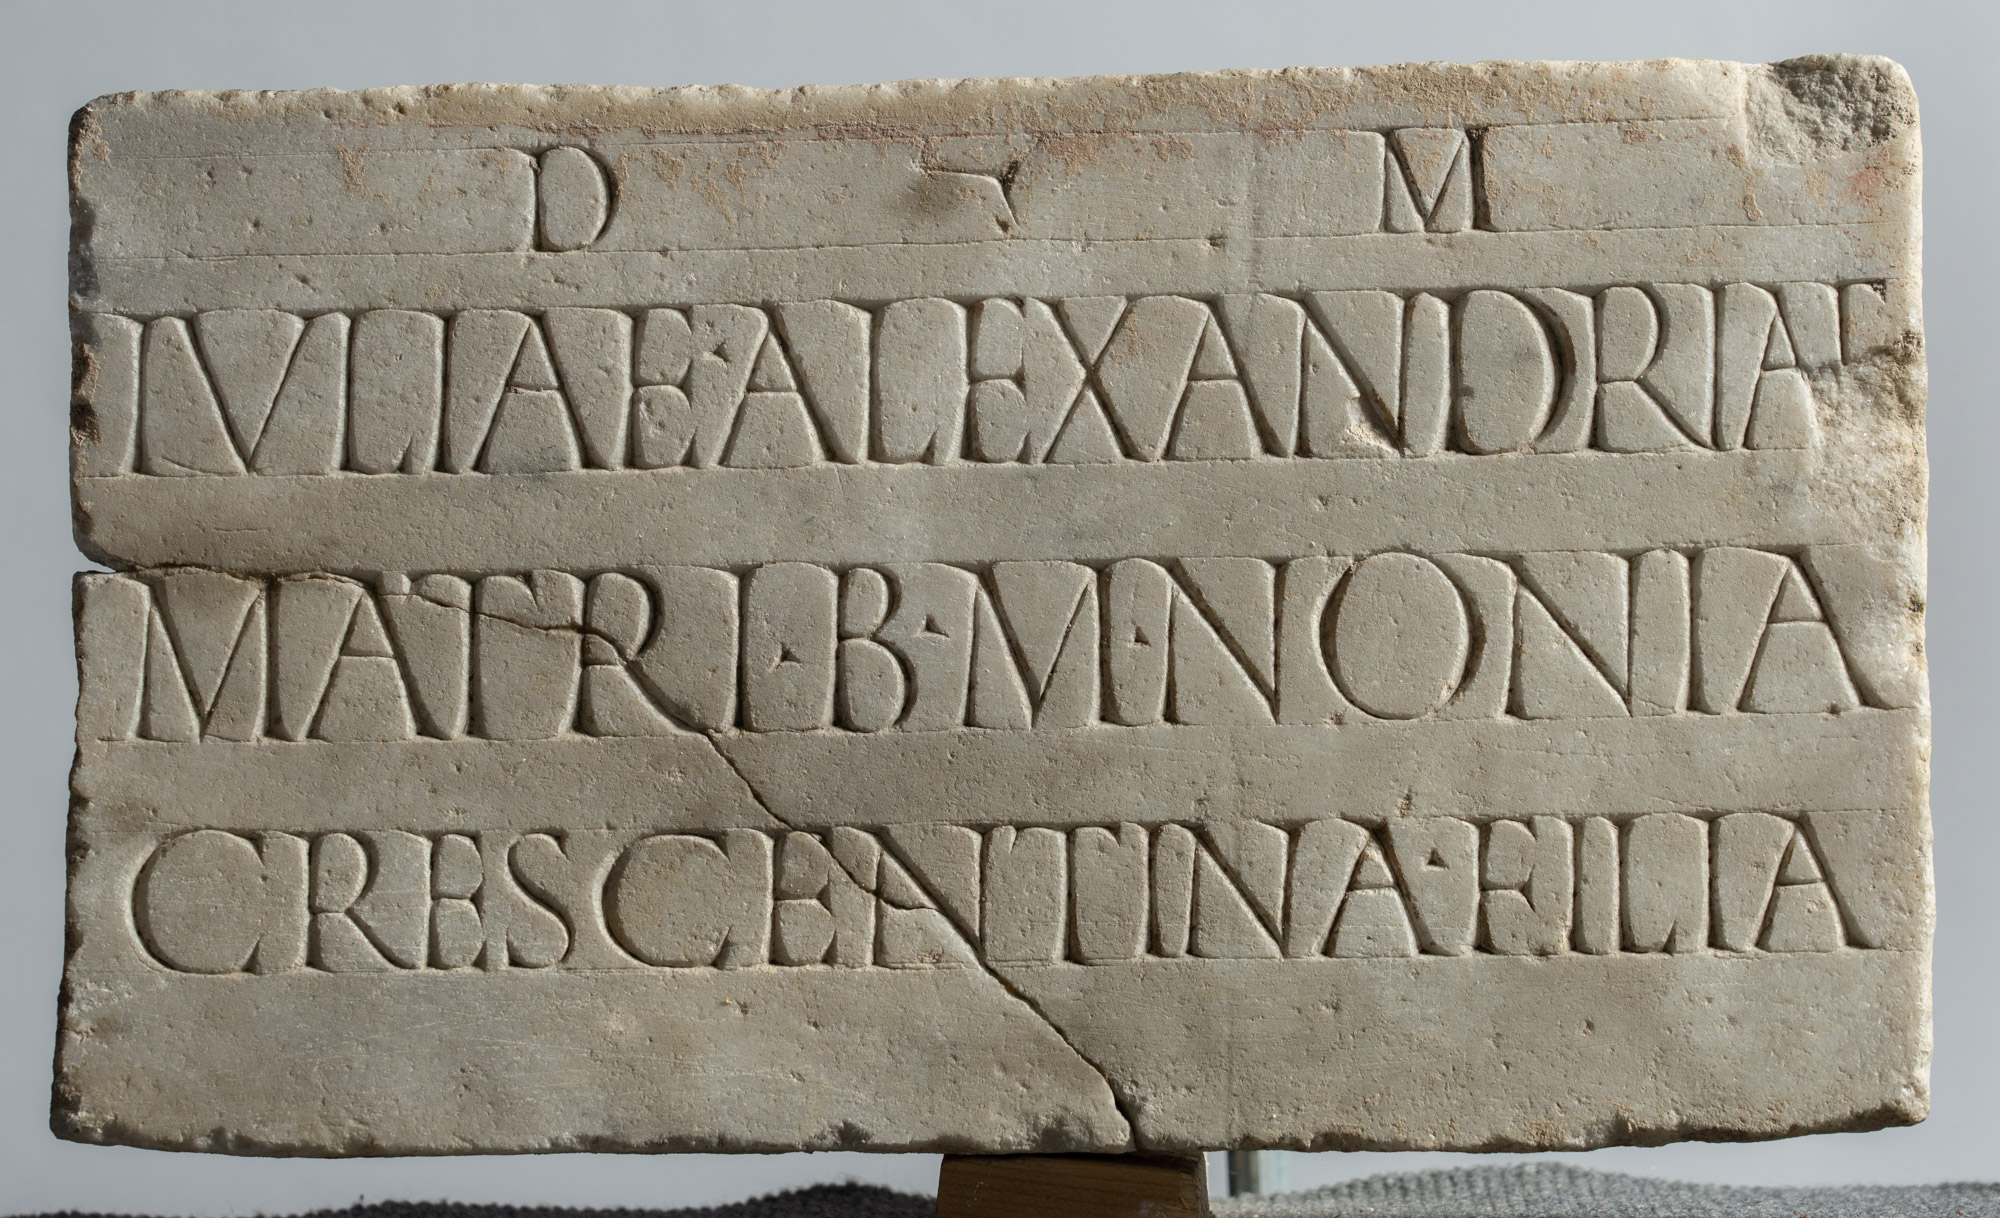 D M
IVLIAE·ALEXANDRIAE
MATRI·B·M·NONIA
CRESCENTINA·FILIA